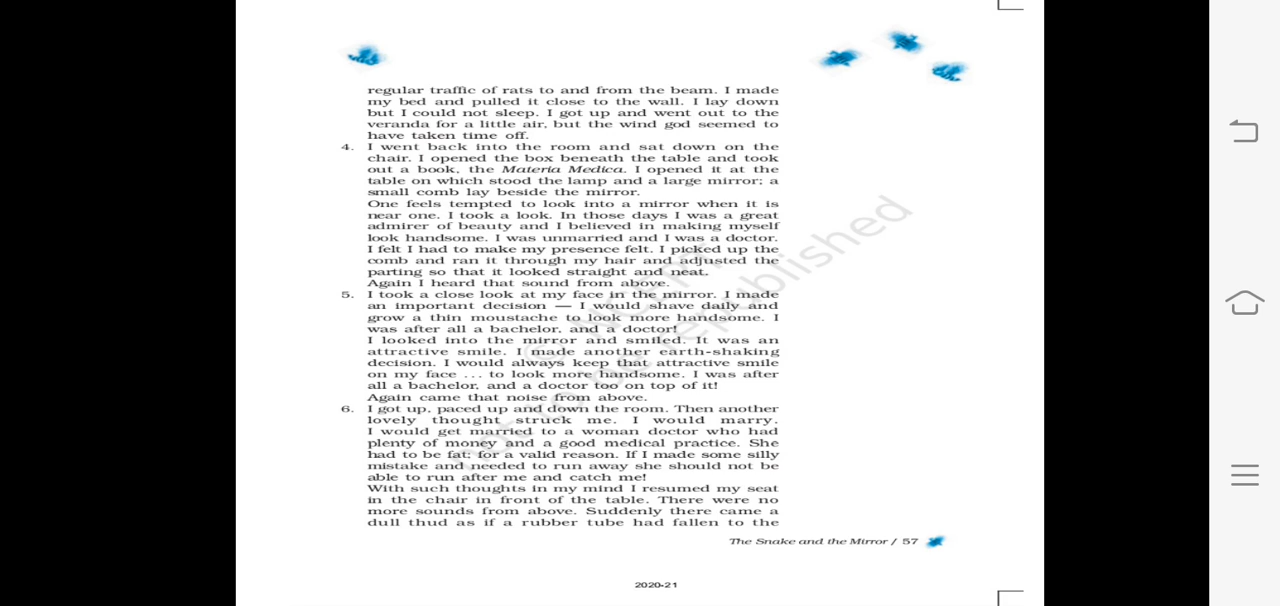 regular traffic of rats to and from the beam. I made
my bed and pulled it close to the wall. I lay down
but I could not sleep. I got up and went out to the
veranda for a little air, but the wind god seemed to
have taken time off.
4. I went back into the room and sat down on the
chair. I opened the box beneath the table and took
out a book, the Materia Medica. I opened it at the
table on which stood the lamp and a large mirror; a
small comb lay beside the mirror.
One feels tempted to look into a mirror when it is
near one. I took a look. In those days I was a great
admirer of beauty and I believed in making myself
look handsome. I was unmarried and I was a doctor.
I felt I had to make my presence felt. I picked up the
comb and ran it through my hair and adjusted the
parting so that it looked straight and neat.
Again I heard that sound from above.
5. I took a close look at my face in the mirror. I made
an important decision — I would shave daily and
grow a thin moustache to look more handsome. I
was after all a bachelor, and a doctor!
I looked into the mirror and smiled. It was an
attractive smile. I made another earth-shaking
decision. I would always keep that attractive smile
on my face ... to look more handsome. I was after
all a bachelor, and a doctor too on top of it!
Again came that noise from above.
6. I got up, paced up and down the room. Then another
lovely thought struck me. I would marry.
I would get married to a woman doctor who had
plenty of money and a good medical practice. She
had to be fat; for a valid reason. If I made some silly
mistake and needed to run away she should not be
able to run after me and catch me!
With such thoughts in my mind I resumed my seat
in the chair in front of the table. There were no
more sounds from above. Suddenly there came a
dull thud as if a rubber tube had fallen to the
The Snake and the Mirror / 57
2020-21
© NCERT
not to be republished